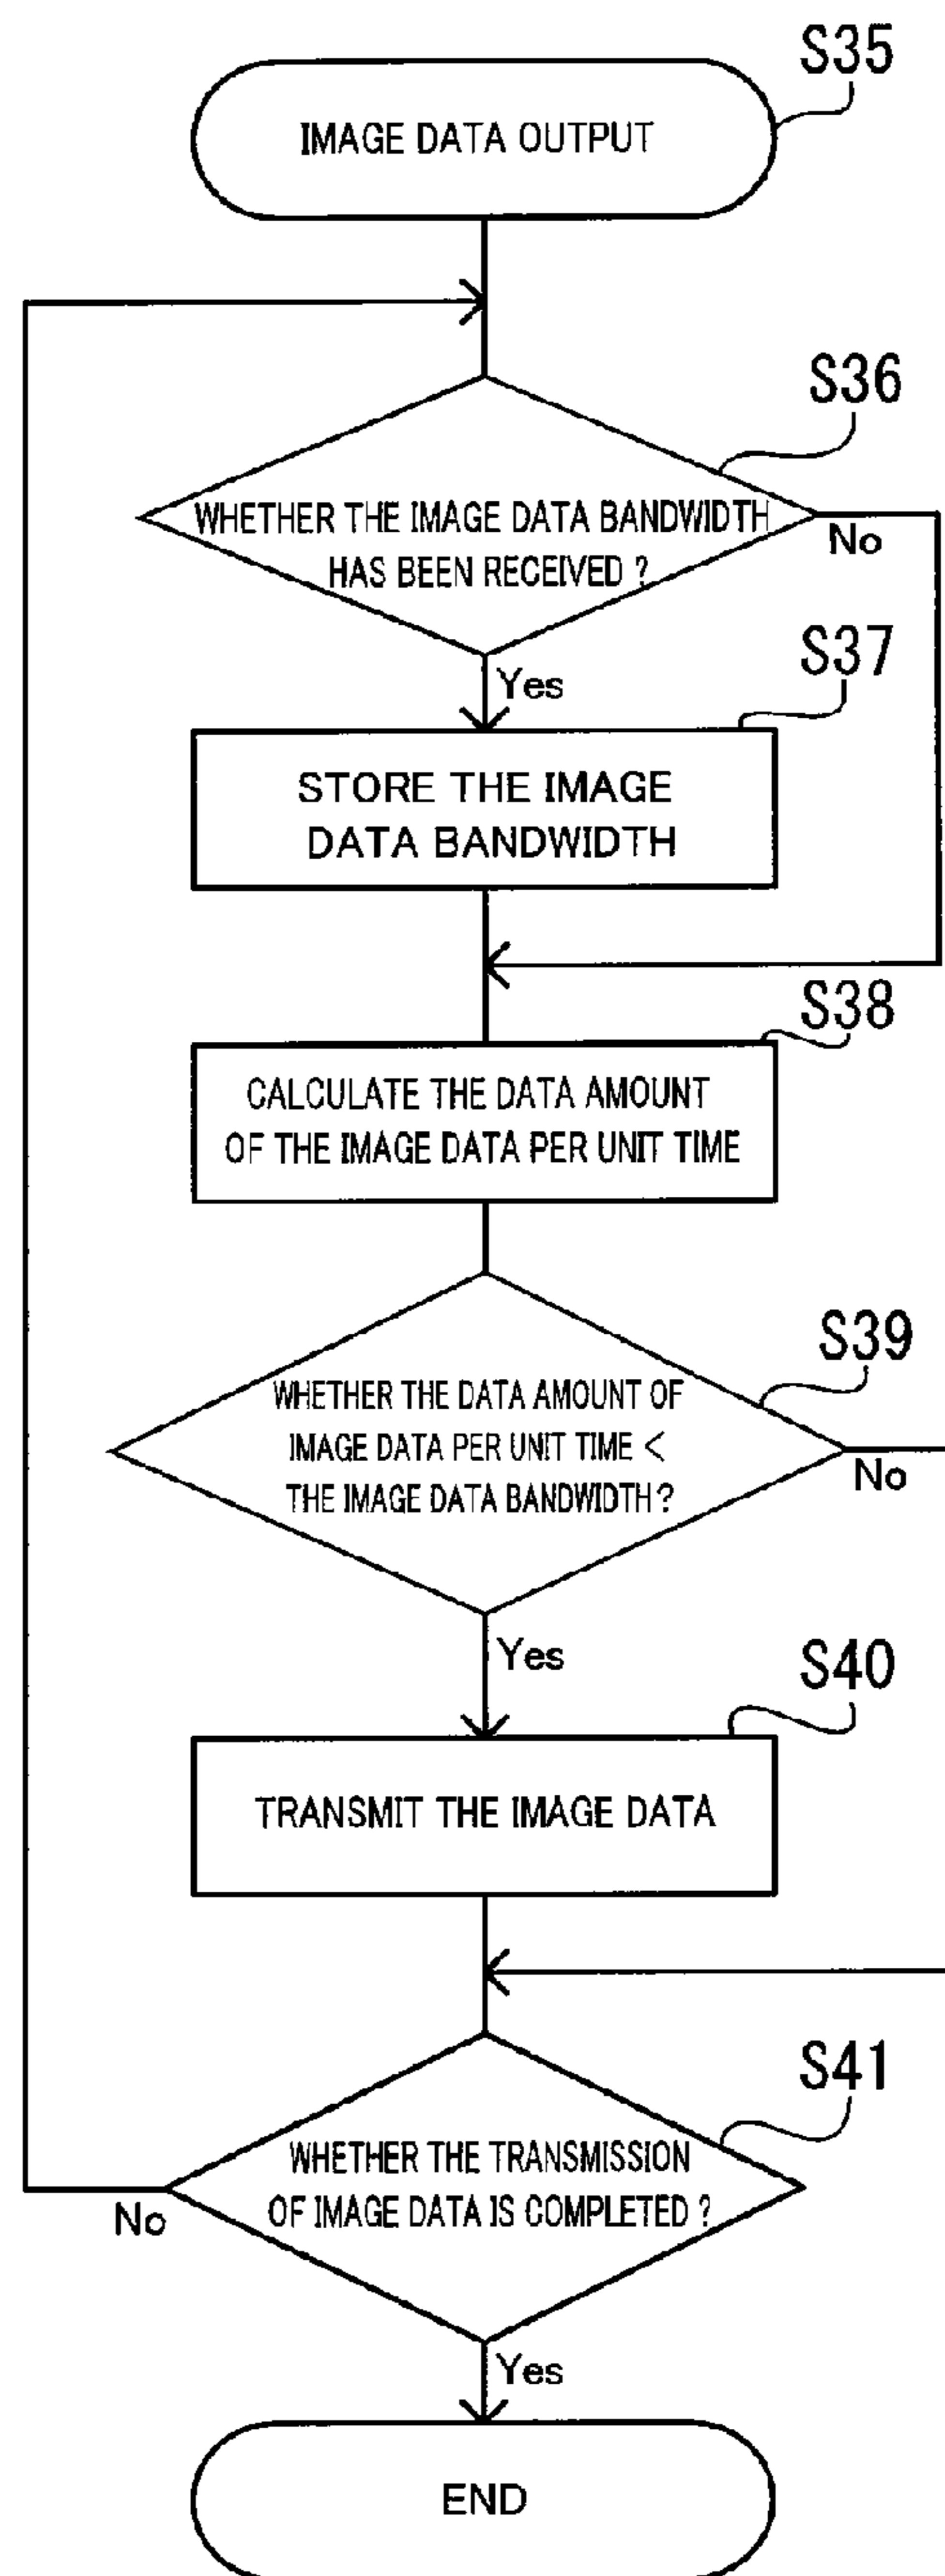 S35
IMAGE DATA OUTPUT
S36
WHETHER THE IMAGE DATA BANDWIDTH
HAS BEEN RECEIVED ?
No
Yes
S37
STORE THE IMAGE
DATA BANDWIDTH
S38
CALCULATE THE DATA AMOUNT
OF THE IMAGE DATA PER UNIT TIME
S39
WHETHER THE DATA AMOUNT OF
IMAGE DATA PER UNIT TIME <
THE IMAGE DATA BANDWIDTH?
No
Yes
S40
TRANSMIT THE IMAGE DATA
S41
WHETHER THE TRANSMISSION
OF IMAGE DATA IS COMPLETED ?
No
Yes
END